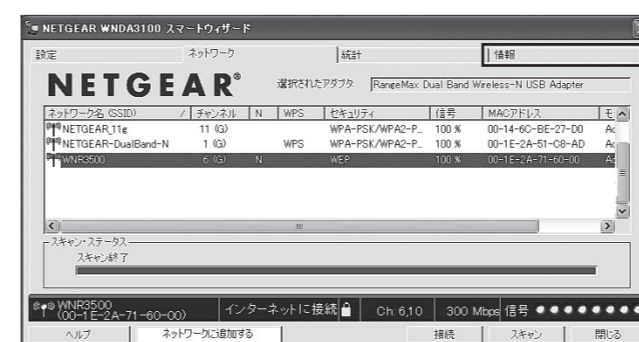 NETGEAR WNDA3100 スマートウィザード
設定 ネットワーク 統計 情報
NETGEAR® 選択されたアダプタ RangeMax Dual Band Wireless-N USB Adapter
ネットワーク名 (SSID) / チャンネル N WPS セキュリティ 信号 MACアドレス モ
NETGEAR_11g 11 (G) WPA-PSK/WPA2-P... 100 % 00-14-6C-BE-27-D0 Ac
NETGEAR-DualBand-N 1 (G) WPS WPA-PSK/WPA2-P... 100 % 00-1E-2A-51-C8-AD Ac
WNR3500 6 (G) N WEP 100 % 00-1E-2A-71-60-00 Ac
スキャン・ステータス
スキャン終了
WNR3500 インターネットに接続 Ch: 6,10 300 Mbps 信号
(00-1E-2A-71-60-00)
ヘルプ ネットワークに追加する 接続 スキャン 閉じる